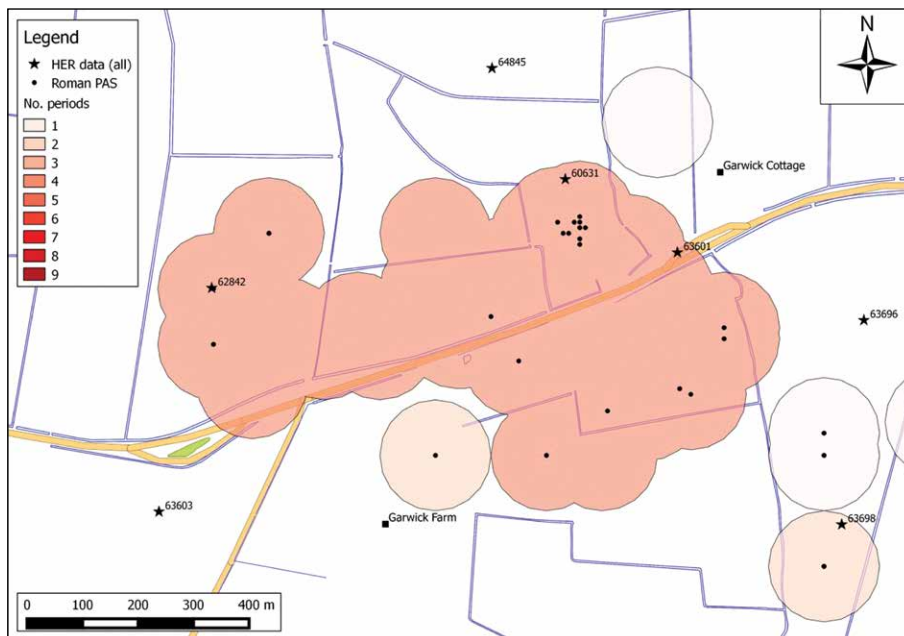 Legend
HER data (all)
Roman PAS
No. periods
1
2
3
4
5
6
7
8
9
N
64845
60631
Garwick Cottage
63601
62842
63696
63603
Garwick Farm
63698
0 100 200 300 400 m